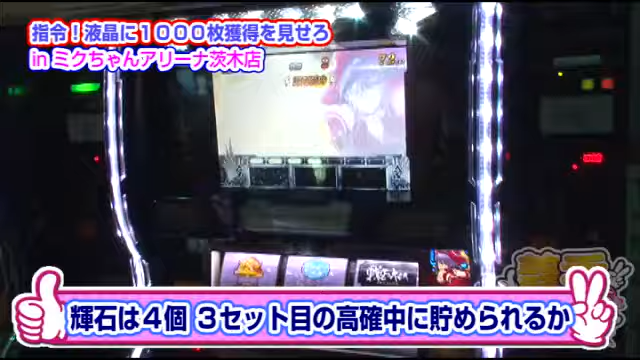 指令！液晶に１０００枚獲得を見せろ
in ミクちゃんアリーナ茨木店
輝石は４個 ３セット目の高確中に貯められるか